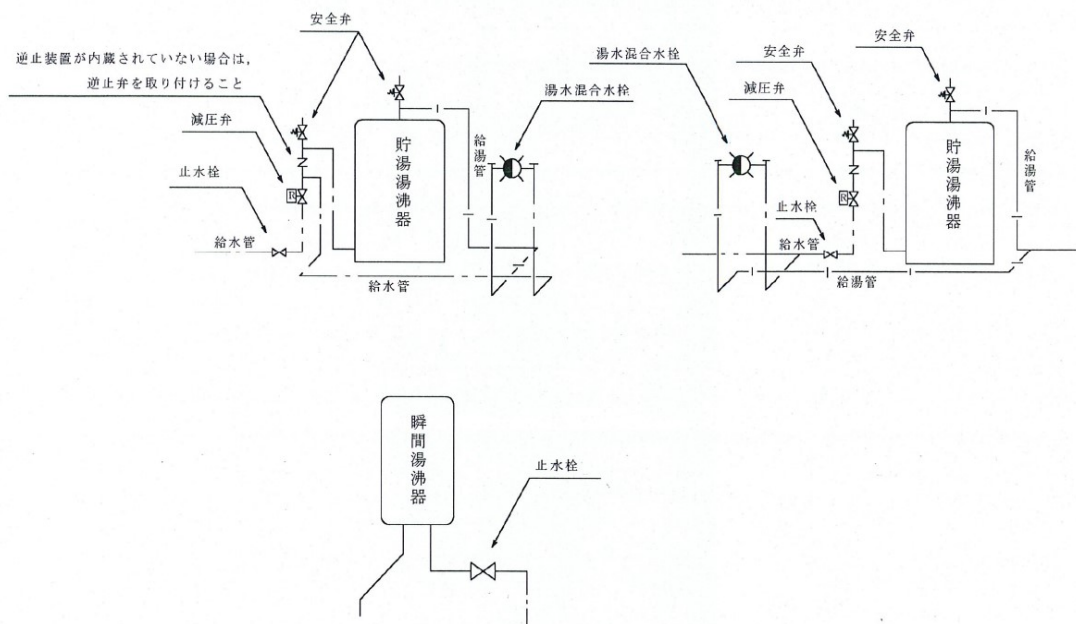 安全弁
逆止装置が内蔵されていない場合は,
逆止弁を取り付けること
減圧弁
止水栓
給水管
貯湯湯沸器
給湯管
湯水混合水栓
給水管
R
湯水混合水栓
安全弁
安全弁
減圧弁
止水栓
給水管
貯湯湯沸器
給湯管
給湯管
R
瞬間湯沸器
止水栓